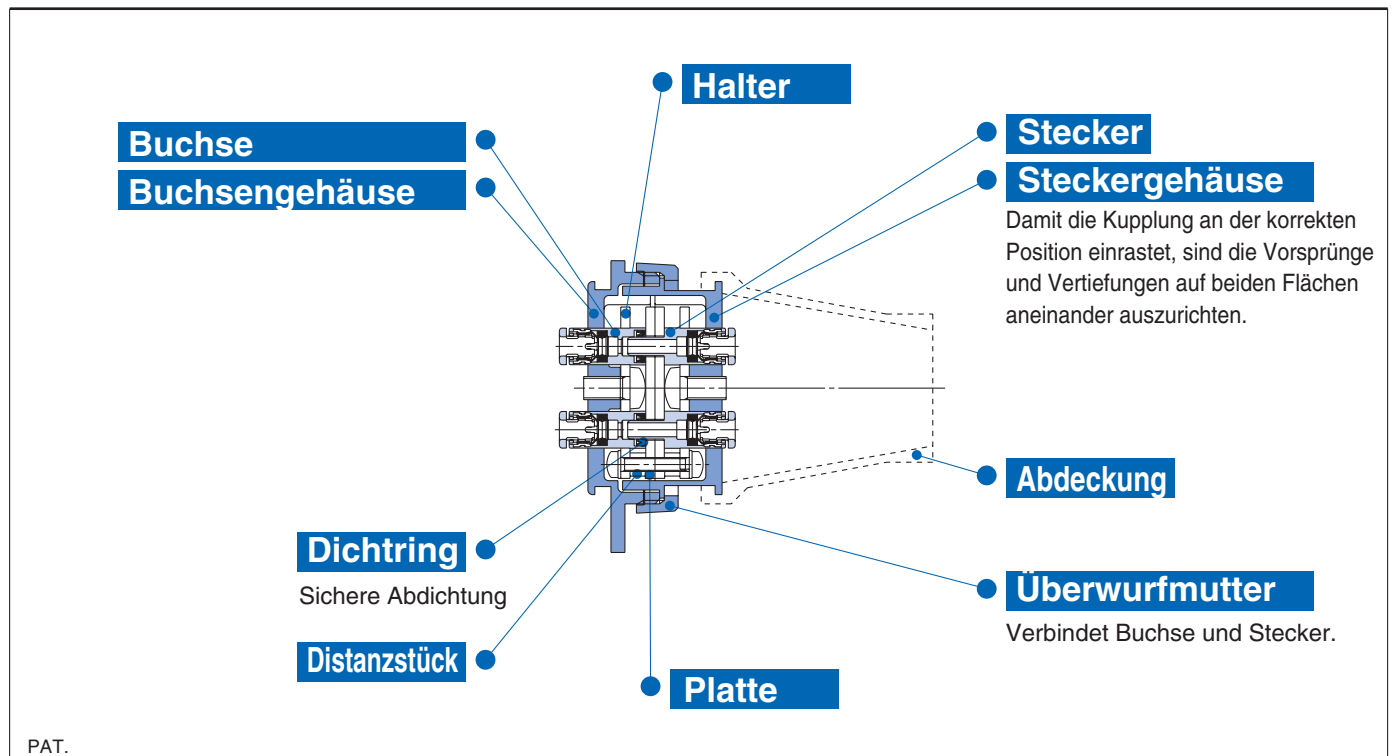 Halter
Buchse
Buchsengehäuse
Stecker
Steckergehäuse
Damit die Kupplung an der korrekten
Position einrastet, sind die Vorsprünge
und Vertiefungen auf beiden Flächen
aneinander auszurichten.
Abdeckung
Dichtring
Sichere Abdichtung
Überwurfmutter
Verbindet Buchse und Stecker.
Distanzstück
Platte
PAT.